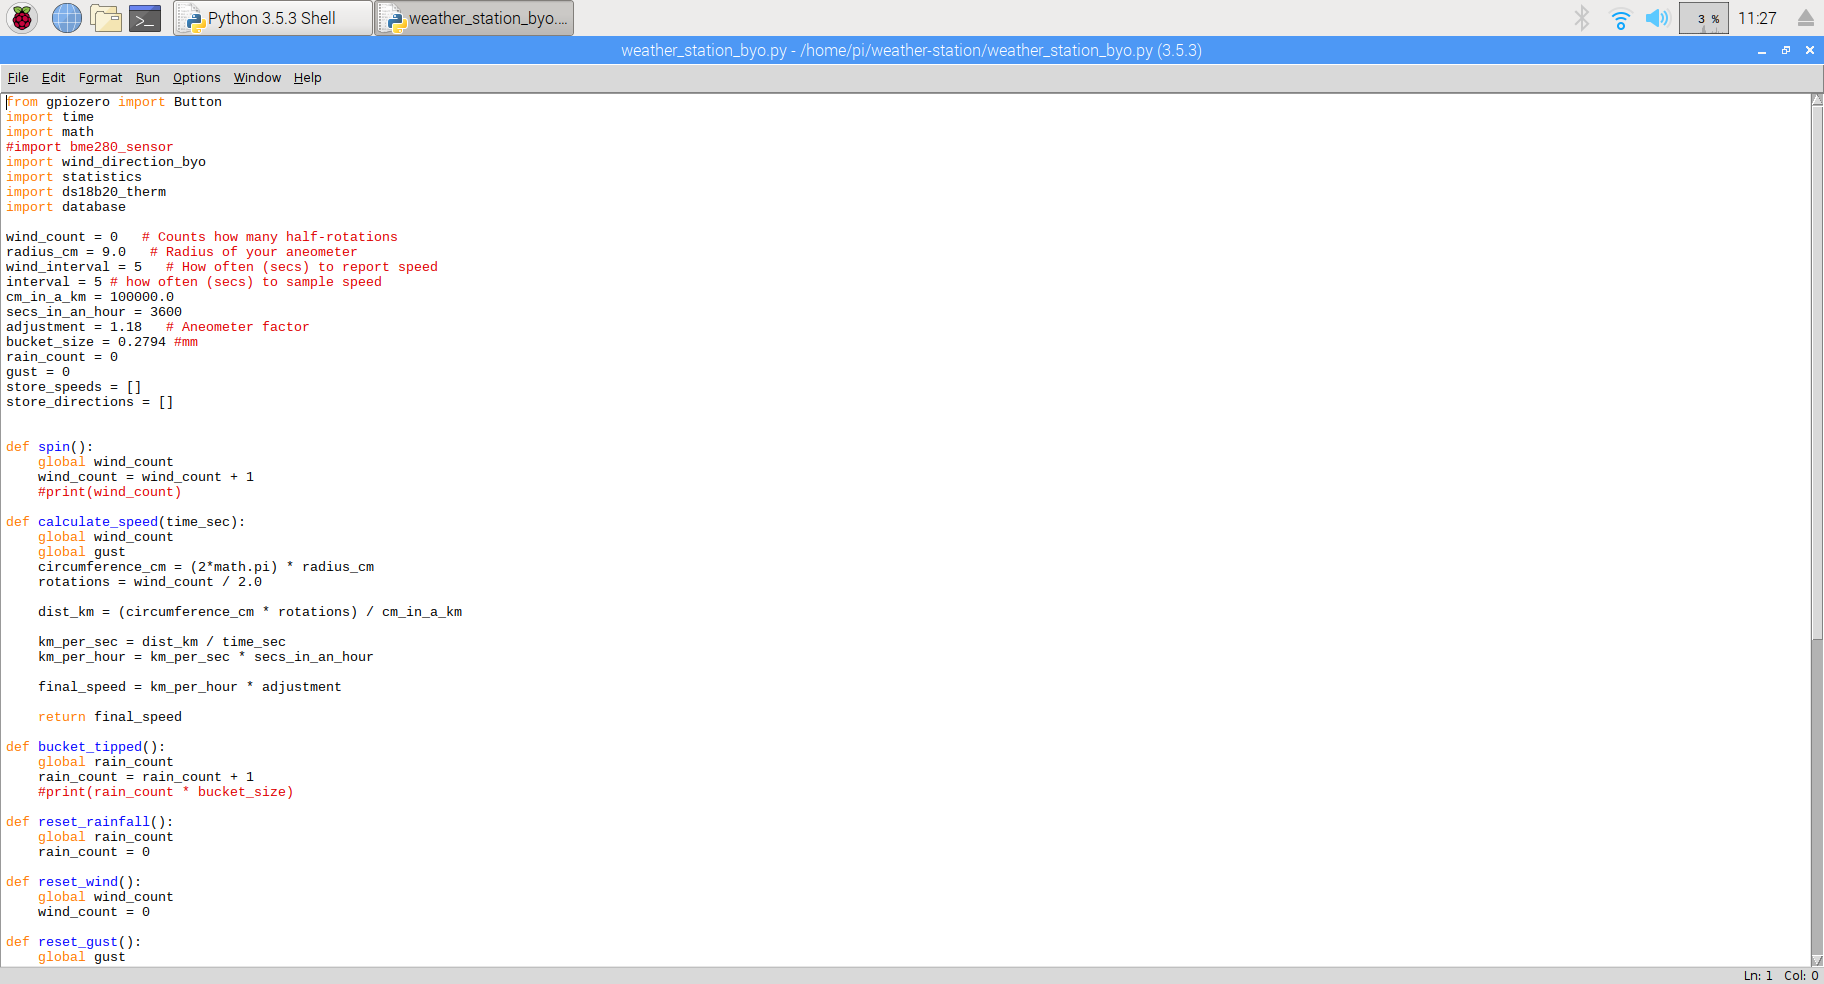 Python 3.5.3 Shell
weather_station_byo....
3 %
11:27
weather_station_byo.py - /home/pi/weather-station/weather_station_byo.py (3.5.3)
File Edit Format Run Options Window Help
from gpiozero import Button
import time
import math
#import bme280_sensor
import wind_direction_byo
import statistics
import ds18b20_therm
import database
wind_count = 0   # Counts how many half-rotations
radius_cm = 9.0   # Radius of your aneometer
wind_interval = 5   # How often (secs) to report speed
interval = 5 # how often (secs) to sample speed
cm_in_a_km = 100000.0
secs_in_an_hour = 3600
adjustment = 1.18   # Aneometer factor
bucket_size = 0.2794 #mm
rain_count = 0
gust = 0
store_speeds = []
store_directions = []
def spin():
    global wind_count
    wind_count = wind_count + 1
    #print(wind_count)
def calculate_speed(time_sec):
    global wind_count
    global gust
    circumference_cm = (2*math.pi) * radius_cm
    rotations = wind_count / 2.0
    dist_km = (circumference_cm * rotations) / cm_in_a_km
    km_per_sec = dist_km / time_sec
    km_per_hour = km_per_sec * secs_in_an_hour
    final_speed = km_per_hour * adjustment
    return final_speed
def bucket_tipped():
    global rain_count
    rain_count = rain_count + 1
    #print(rain_count * bucket_size)
def reset_rainfall():
    global rain_count
    rain_count = 0
def reset_wind():
    global wind_count
    wind_count = 0
def reset_gust():
    global gust
Ln: 1 Col: 0